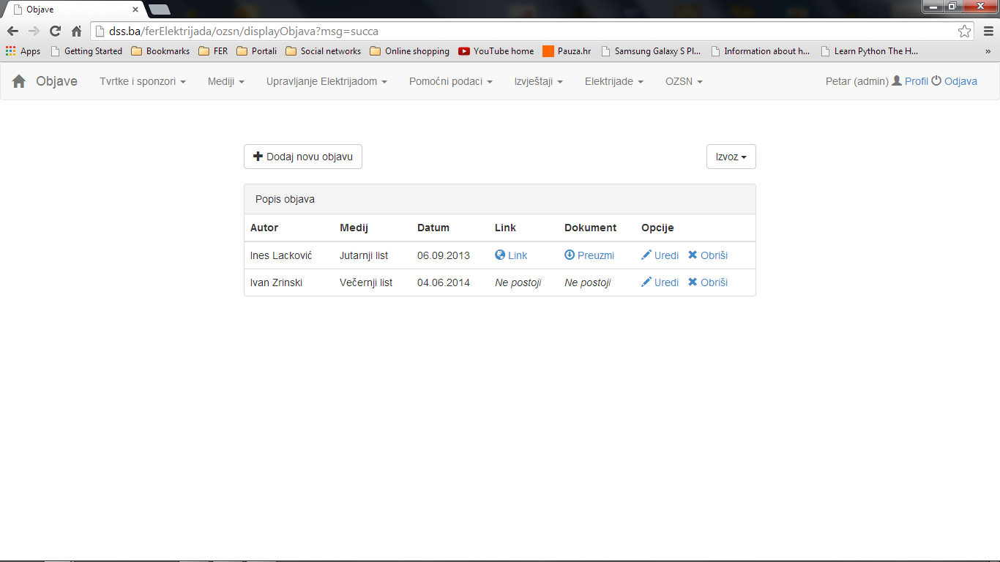 Objave
dss.ba/ferElektrijada/ozsn/displayObjava?msg=succa
Apps Getting Started Bookmarks FER Portali Social networks Online shopping YouTube home Pauza.hr Samsung Galaxy S Pl... Information about h... Learn Python The H... »
Objave Tvrtke i sponzori Mediji Upravljanje Elektrijadom Pomoćni podaci Izvještaji Elektrijade OZSN Petar (admin) Profil Odjava
Dodaj novu objavu Izvoz
Popis objava
Autor Medij Datum Link Dokument Opcije
Ines Lacković Jutarnji list 06.09.2013 Link Preuzmi Uredi Obriši
Ivan Zrinski Večernji list 04.06.2014 Ne postoji Ne postoji Uredi Obriši